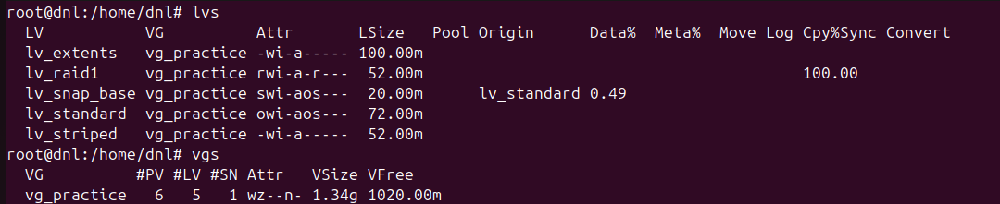 root@dnl:/home/dnl# lvs
  LV           VG          Attr       LSize   Pool Origin      Data%  Meta%  Move Log Cpy%Sync Convert
  lv_extents   vg_practice -wi-a----- 100.00m
  lv_raid1     vg_practice rwi-a-r---  52.00m                                         100.00
  lv_snap_base vg_practice swi-aos---  20.00m      lv_standard 0.49
  lv_standard  vg_practice owi-aos---  72.00m
  lv_striped   vg_practice -wi-a-----  52.00m
root@dnl:/home/dnl# vgs
  VG          #PV #LV #SN Attr   VSize VFree
  vg_practice   6   5   1 wz--n- 1.34g 1020.00m